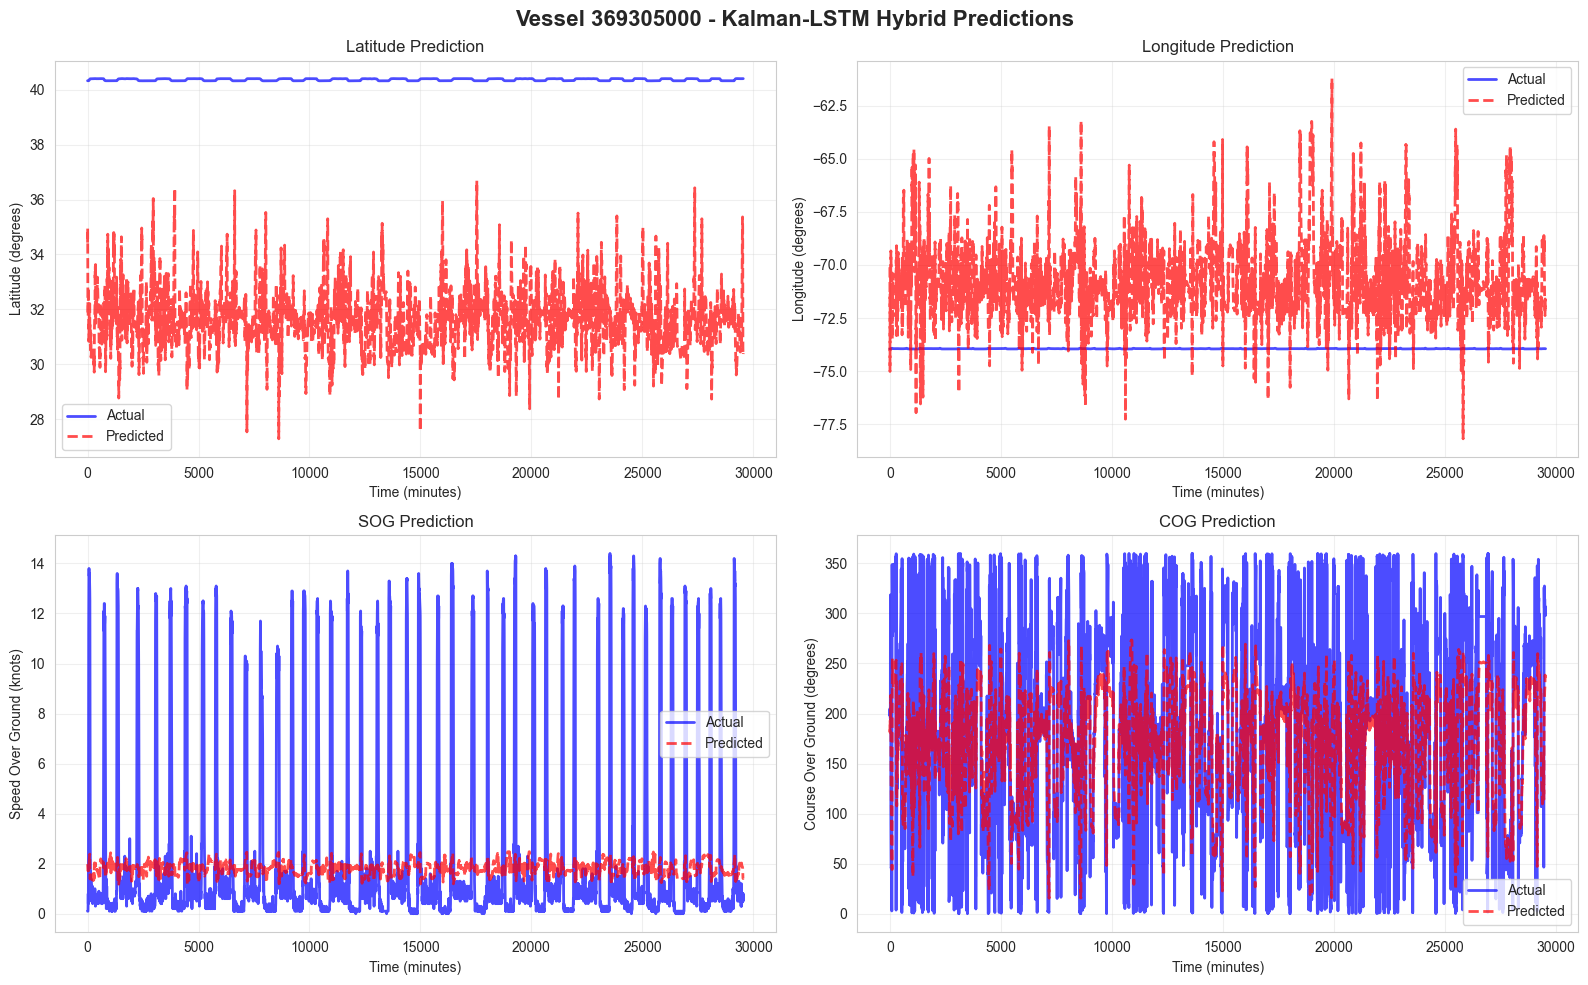 Vessel 369305000 - Kalman-LSTM Hybrid Predictions
Latitude Prediction
Latitude (degrees)
40
38
36
34
32
30
28
Actual
Predicted
0 5000 10000 15000 20000 25000 30000
Time (minutes)
Longitude Prediction
Longitude (degrees)
−62.5
−65.0
−67.5
−70.0
−72.5
−75.0
−77.5
Actual
Predicted
0 5000 10000 15000 20000 25000 30000
Time (minutes)
SOG Prediction
Speed Over Ground (knots)
14
12
10
8
6
4
2
0
Actual
Predicted
0 5000 10000 15000 20000 25000 30000
Time (minutes)
COG Prediction
Course Over Ground (degrees)
350
300
250
200
150
100
50
0
Actual
Predicted
0 5000 10000 15000 20000 25000 30000
Time (minutes)